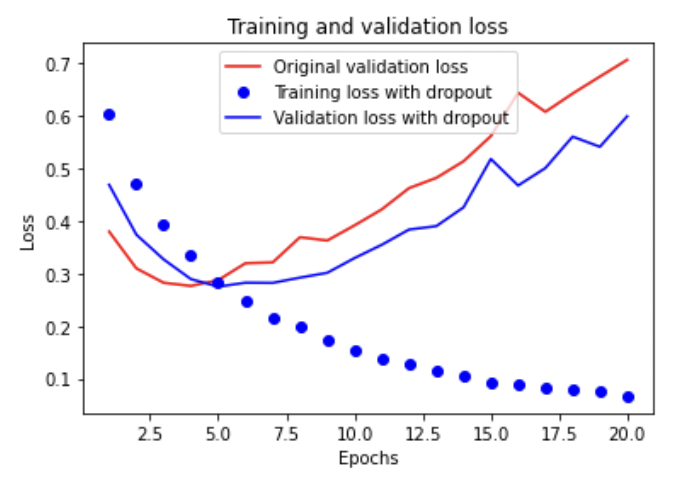 Training and validation loss
Original validation loss
Training loss with dropout
Validation loss with dropout
0.7
0.6
0.5
0.4
0.3
0.2
0.1
Loss
2.5 5.0 7.5 10.0 12.5 15.0 17.5 20.0
Epochs